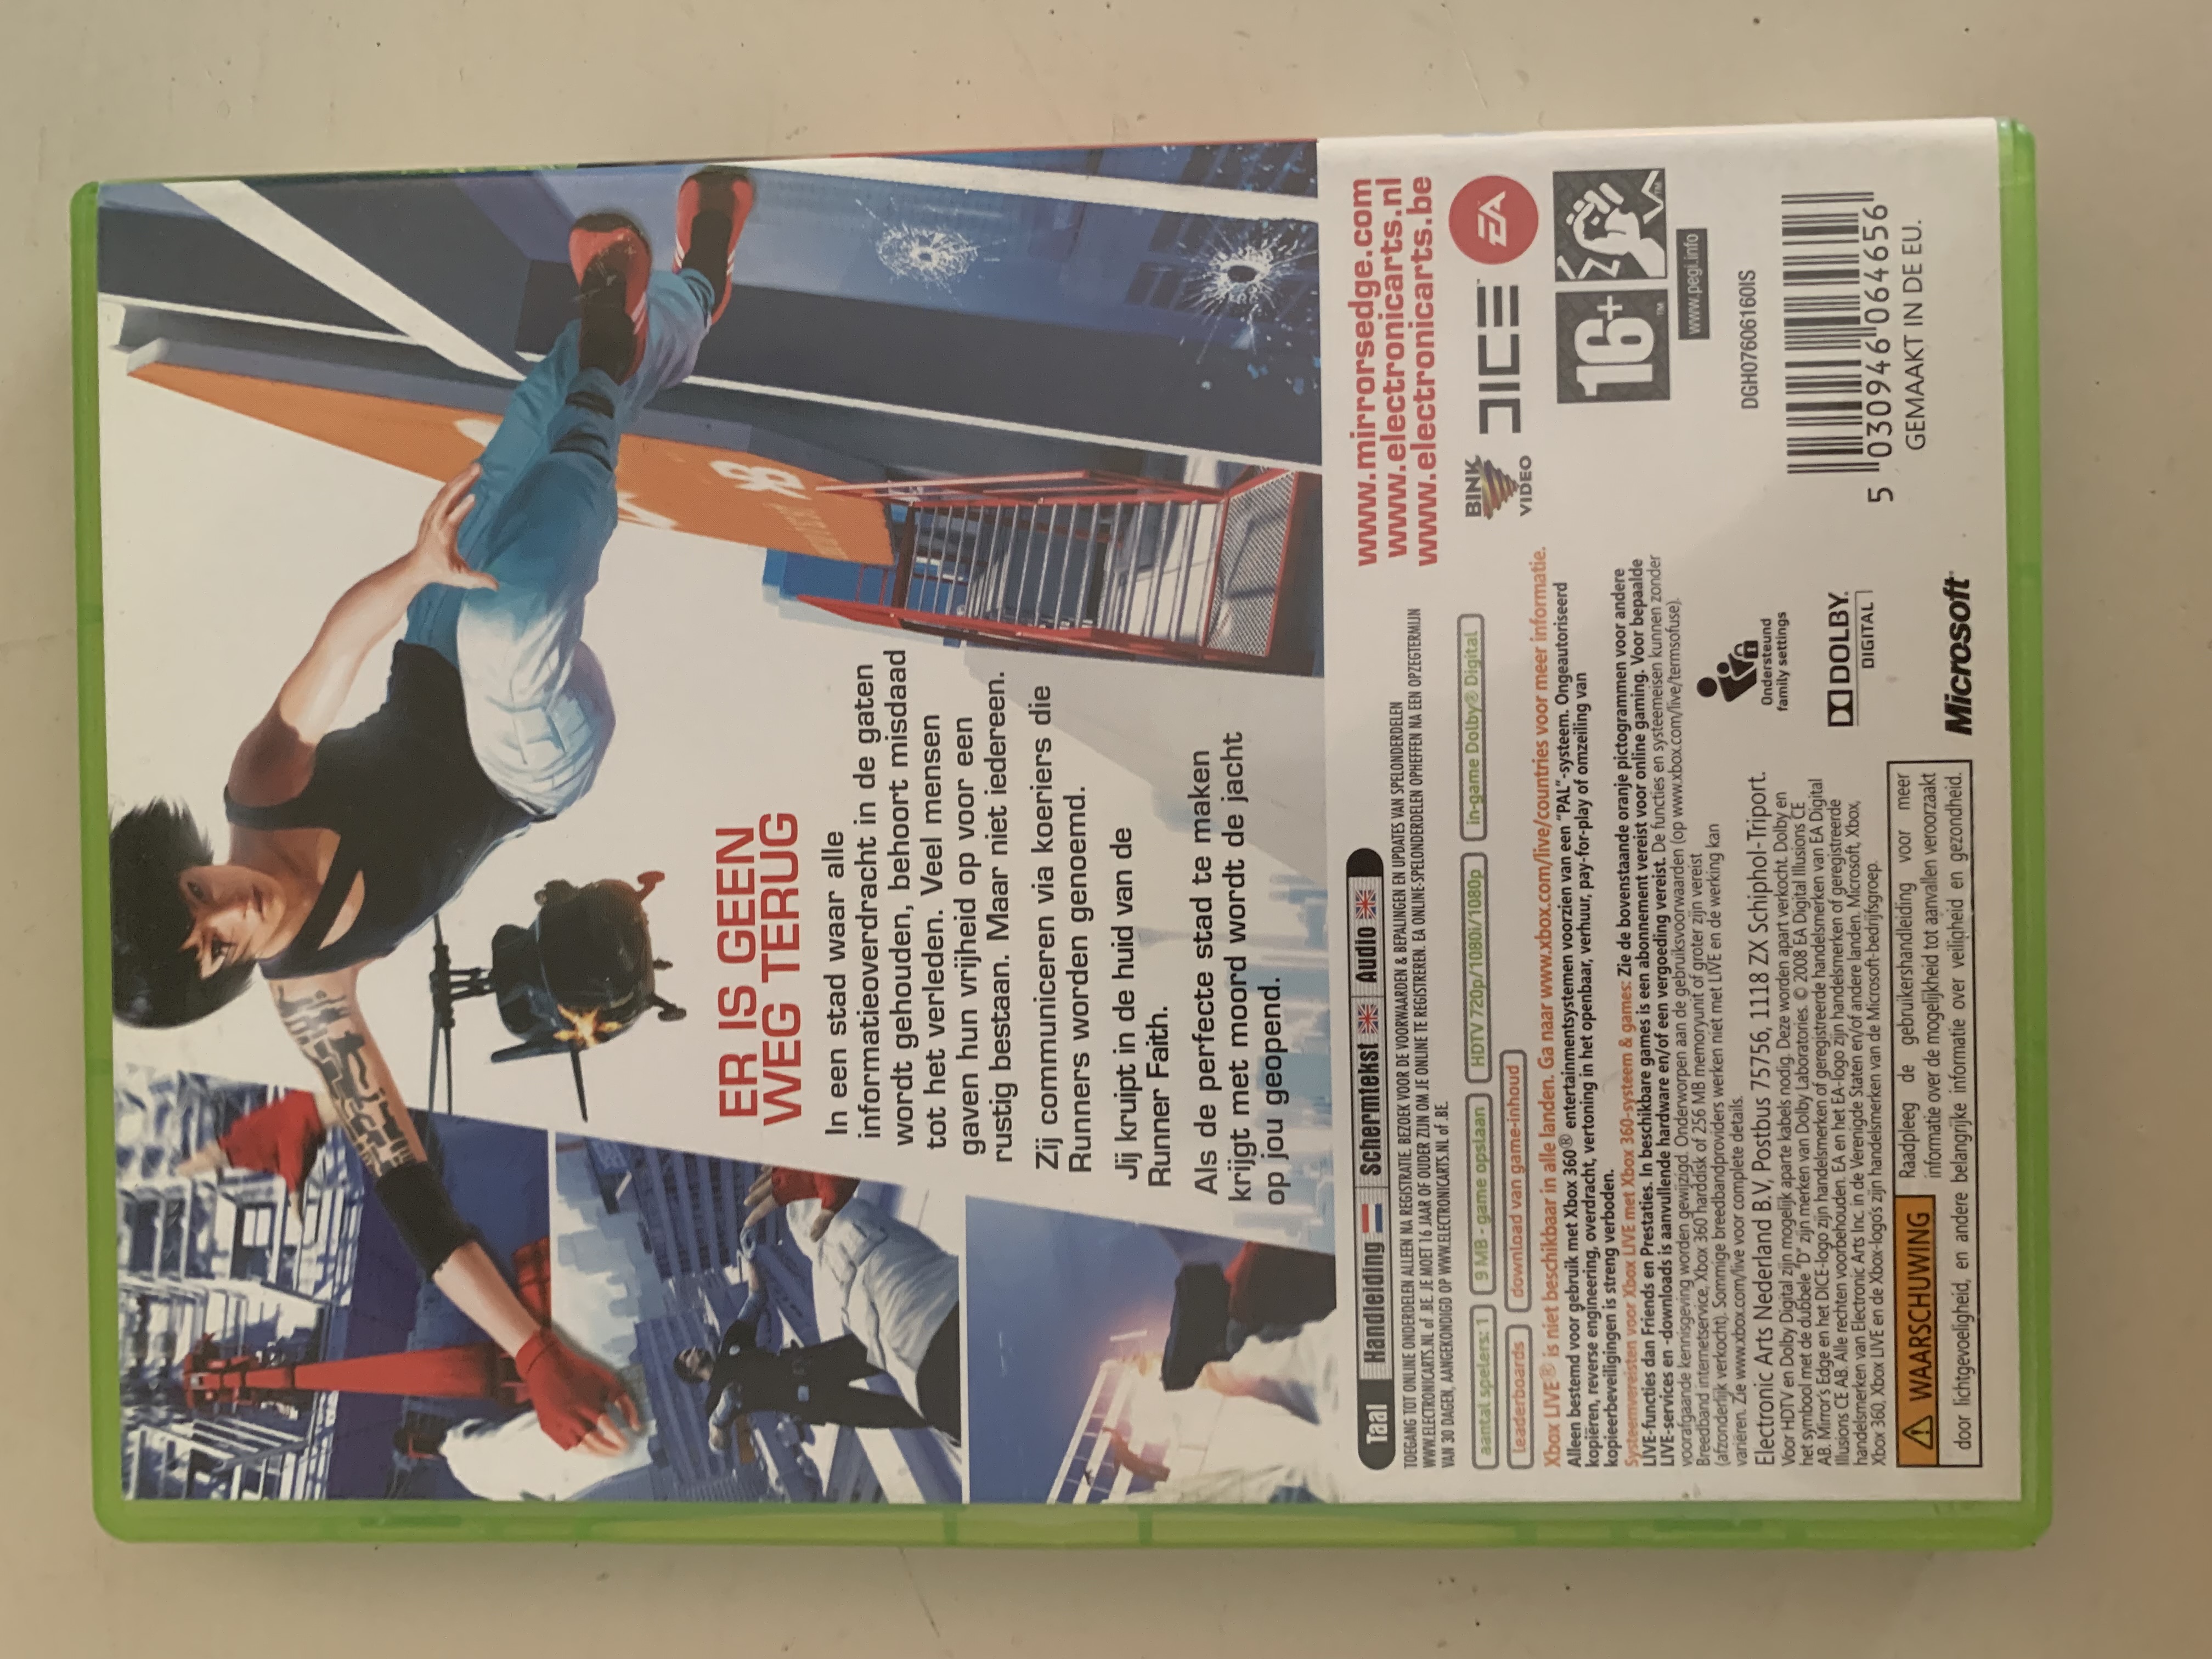 ER IS GEEN
WEG TERUG
In een stad waar alle
informatieoverdracht in de gaten
wordt gehouden, behoort misdaad
tot het verleden. Veel mensen
gaven hun vrijheid op voor een
rustig bestaan. Maar niet iedereen.
Zij communiceren via koeriers die
Runners worden genoemd.
Jij kruipt in de huid van de
Runner Faith.
Als de perfecte stad te maken
krijgt met moord wordt de jacht
op jou geopend.
Taal Handleiding Schermtekst Audio
TOEGANG TOT ONLINE ONDERDELEN ALLEEN NA REGISTRATIE. BEZOEK VOOR DE VOORWAARDEN & BEPALINGEN EN UPDATES VAN SPELONDERDELEN
WWW.ELECTRONICARTS.NL of .BE. JE MOET 16 JAAR OF OUDER ZIJN OM JE ONLINE TE REGISTREREN. EA ONLINE-SPELONDERDELEN OPHEFFEN NA EEN OPZEGTERMIJN
VAN 30 DAGEN, AANGEKONDIGD OP WWW.ELECTRONICARTS.NL of .BE.
www.mirrorsedge.com
www.electronicarts.nl
www.electronicarts.be
aantal spelers: 1 9 MB - game opslaan HDTV 720p/1080i/1080p in-game Dolby® Digital
leaderboards download van game-inhoud
BINK
VIDEO
DICE™
EA
Xbox LIVE® is niet beschikbaar in alle landen. Ga naar www.xbox.com/live/countries voor meer informatie.
Alleen bestemd voor gebruik met Xbox 360® entertainmentsystemen voorzien van een "PAL"-systeem. Ongeautoriseerd
kopiëren, reverse engineering, overdracht, vertoning in het openbaar, verhuur, pay-for-play of omzeiling van
kopieerbeveiligingen is streng verboden.
Systeemvereisten voor Xbox LIVE met Xbox 360-systeem & games: Zie de bovenstaande oranje pictogrammen voor andere
LIVE-functies dan Friends en Prestaties. In beschikbare games is een abonnement vereist voor online gaming. Voor bepaalde
LIVE-services en -downloads is aanvullende hardware en/of een vergoeding vereist. De functies en systeemeisen kunnen zonder
voorafgaande kennisgeving worden gewijzigd. Onderworpen aan de gebruiksvoorwaarden (op www.xbox.com/live/termsofuse).
Breedband internetservice, Xbox 360 harddisk of 256 MB memoryunit of groter zijn vereist
(afzonderlijk verkocht). Sommige breedbandproviders werken niet met LIVE en de werking kan
variëren. Zie www.xbox.com/live voor complete details.
Electronic Arts Nederland B.V, Postbus 75756, 1118 ZX Schiphol-Triport.
Voor HDTV en Dolby Digital zijn mogelijk aparte kabels nodig. Deze worden apart verkocht. Dolby en
het symbool met de dubbele "D" zijn merken van Dolby Laboratories. © 2008 EA Digital Illusions CE
AB. Mirror's Edge en het DICE-logo zijn handelsmerken of geregistreerde handelsmerken van EA Digital
Illusions CE AB. Alle rechten voorbehouden. EA en het EA-logo zijn handelsmerken of geregistreerde
handelsmerken van Electronic Arts Inc. in de Verenigde Staten en/of andere landen. Microsoft, Xbox,
Xbox 360, Xbox LIVE en de Xbox-logo's zijn handelsmerken van de Microsoft-bedrijfsgroep.
WAARSCHUWING Raadpleeg de gebruikershandleiding voor meer
informatie over de mogelijkheid tot aanvallen veroorzaakt
door lichtgevoeligheid, en andere belangrijke informatie over veiligheid en gezondheid.
Ondersteund
family settings
DOLBY
DIGITAL
Microsoft
16+
www.pegi.info
DGH07606160IS
5 030946 064656
GEMAAKT IN DE EU.